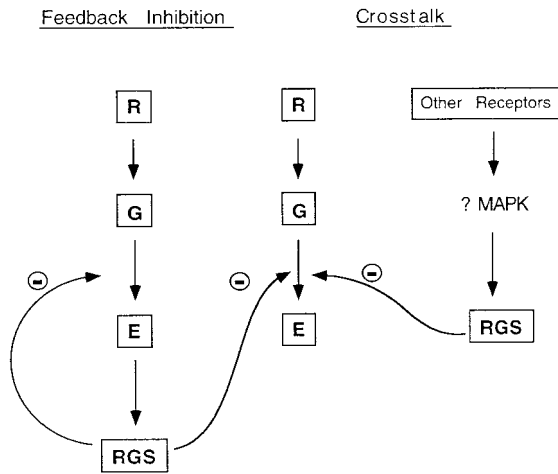 Feedback Inhibition
Crosstalk
R
R
Other Receptors
G
G
? MAPK
E
E
RGS
RGS